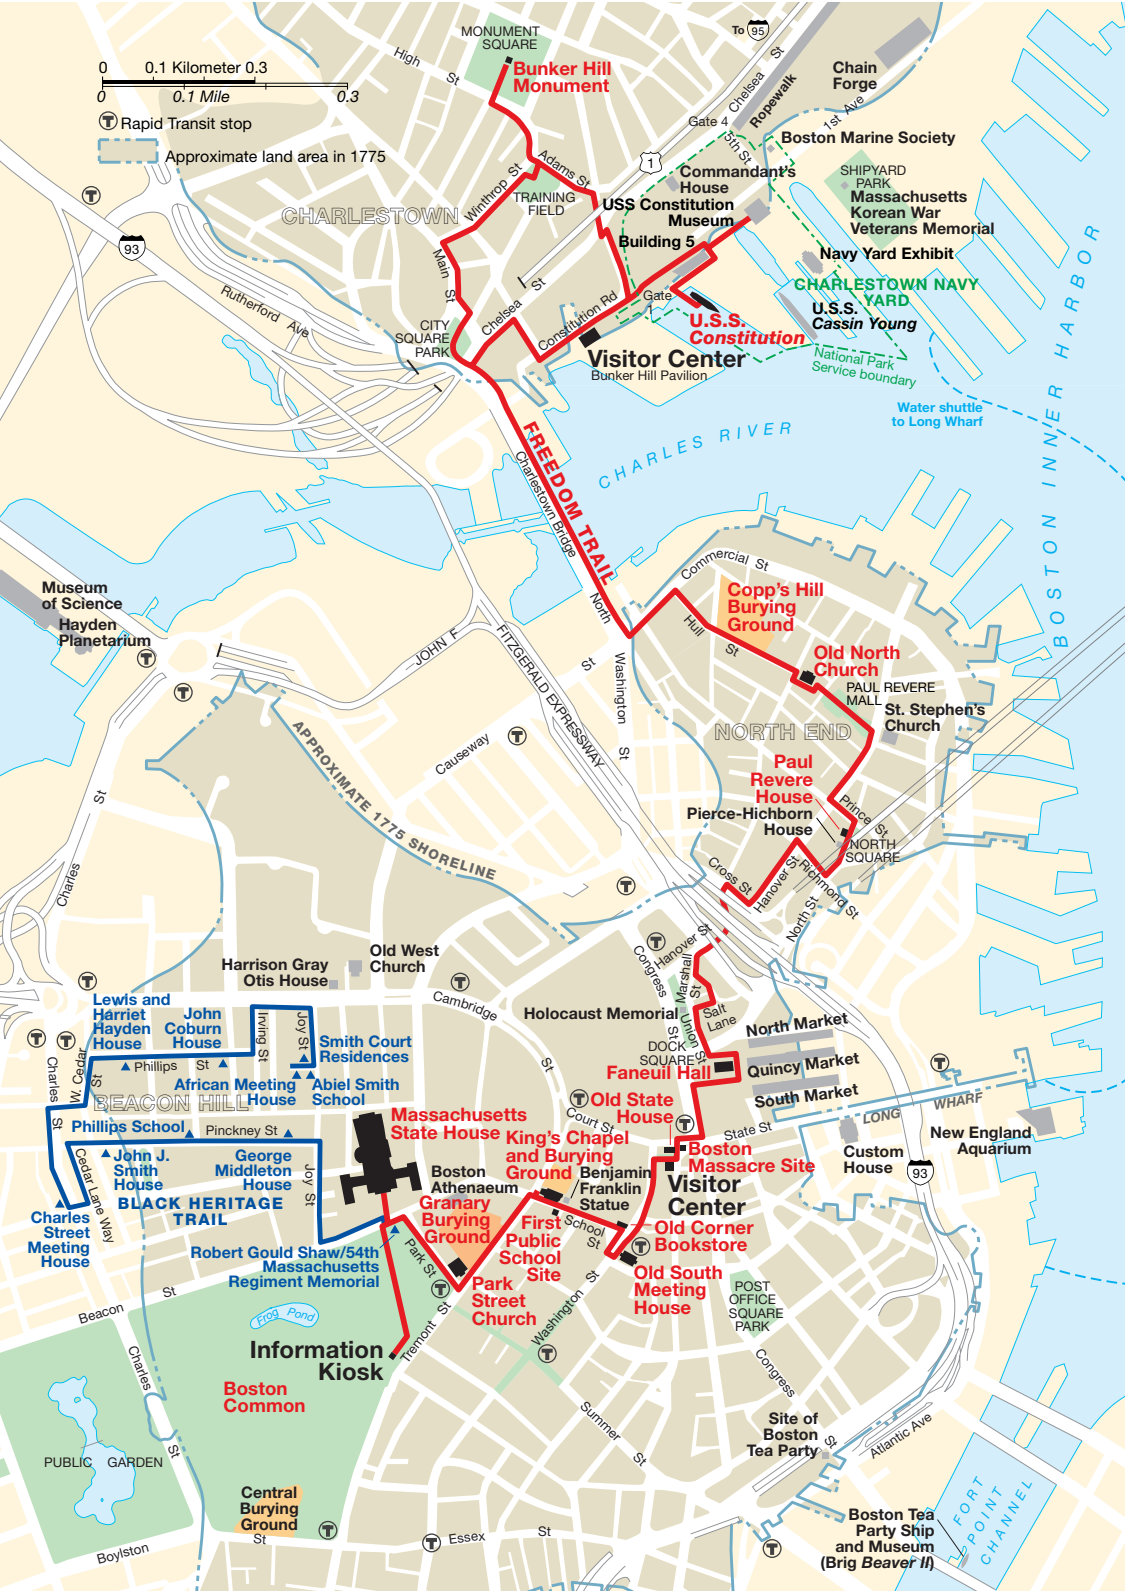 MONUMENT
SQUARE
Bunker Hill
Monument
High St
To 95
Chelsea St
Ropewalk
Chain
Forge
1st Ave
0 0.1 Kilometer 0.3
0 0.1 Mile 0.3
T Rapid Transit stop
Approximate land area in 1775
Gate 4
5th St
Boston Marine Society
1
Adams St
Winthrop St
Commandant's
House
SHIPYARD
PARK
Massachusetts
Korean War
Veterans Memorial
TRAINING
FIELD
USS Constitution
Museum
CHARLESTOWN
T
93
Building 5
Navy Yard Exhibit
CHARLESTOWN NAVY
YARD
Main St
Chelsea St
Constitution Rd
Gate
1
U.S.S.
Constitution
U.S.S.
Cassin Young
Rutherford Ave
CITY
SQUARE
PARK
Visitor Center
Bunker Hill Pavilion
National Park
Service boundary
Water shuttle
to Long Wharf
BOSTON INNER HARBOR
CHARLES RIVER
FREEDOM TRAIL
Charlestown Bridge
Commercial St
Museum
of Science
Hayden
Planetarium
T
T
North
Washington
St
JOHN F
FITZGERALD EXPRESSWAY
St
Causeway
T
Copp's Hill
Burying
Ground
Hull
St
Old North
Church
PAUL REVERE
MALL
St. Stephen's
Church
NORTH END
Paul
Revere
House
Pierce-Hichborn
House
Prince St
NORTH
SQUARE
APPROXIMATE 1775 SHORELINE
Charles
St
Cross St
Hanover St
Richmond St
North St
T
T
Hanover St
Congress
St
Marshall
St
Union
St
Salt
Lane
Harrison Gray
Otis House
Old West
Church
T
Cambridge
St
T
Holocaust Memorial
North Market
Quincy Market
South Market
DOCK
SQUARE
Faneuil Hall
T
LONG WHARF
New England
Aquarium
Lewis and
Harriet
Hayden
House
John
Coburn
House
Irving St
Joy St
Smith Court
Residences
T
T
Charles
St
W. Cedar
St
Phillips St
African Meeting
House
Abiel Smith
School
BEACON HILL
Phillips School
Pinckney St
John J.
Smith
House
George
Middleton
House
Joy St
Cedar Lane Way
BLACK HERITAGE
TRAIL
Charles
Street
Meeting
House
Massachusetts
State House
T
Old State
House
Court St
T
State St
King's Chapel
and Burying
Ground
Boston
Massacre Site
Custom
House
93
Boston
Athenaeum
Benjamin
Franklin
Statue
Visitor
Center
Granary
Burying
Ground
First
Public
School
Site
School
St
Old Corner
Bookstore
T
Robert Gould Shaw/54th
Massachusetts
Regiment Memorial
Park St
T
Park
Street
Church
Old South
Meeting
House
POST
OFFICE
SQUARE
PARK
Beacon St
Frog Pond
Tremont St
Washington St
T
Information
Kiosk
Charles
St
Boston
Common
Congress
St
Summer
St
Site of
Boston
Tea Party
Atlantic Ave
PUBLIC GARDEN
Central
Burying
Ground
T
Boylston
St
T
Essex St
T
Boston Tea
Party Ship
and Museum
(Brig Beaver II)
FORT
POINT
CHANNEL